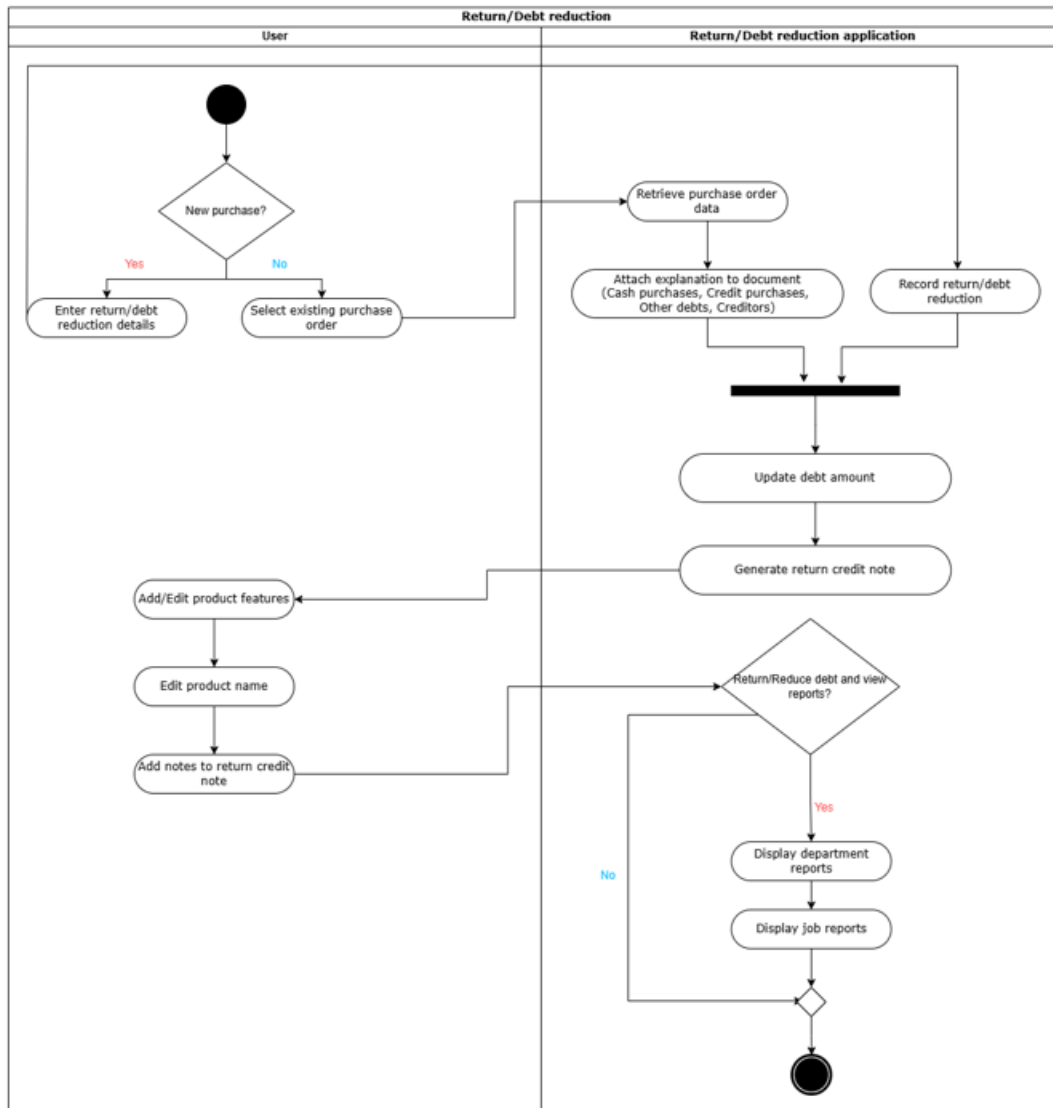 Return/Debt reduction
User
Return/Debt reduction application
New purchase?
Yes
No
Enter return/debt
reduction details
Select existing purchase
order
Retrieve purchase order
data
Attach explanation to document
(Cash purchases, Credit purchases,
Other debts, Creditors)
Record return/debt
reduction
Update debt amount
Generate return credit note
Add/Edit product features
Edit product name
Add notes to return credit
note
Return/Reduce debt and view
reports?
Yes
No
Display department
reports
Display job reports